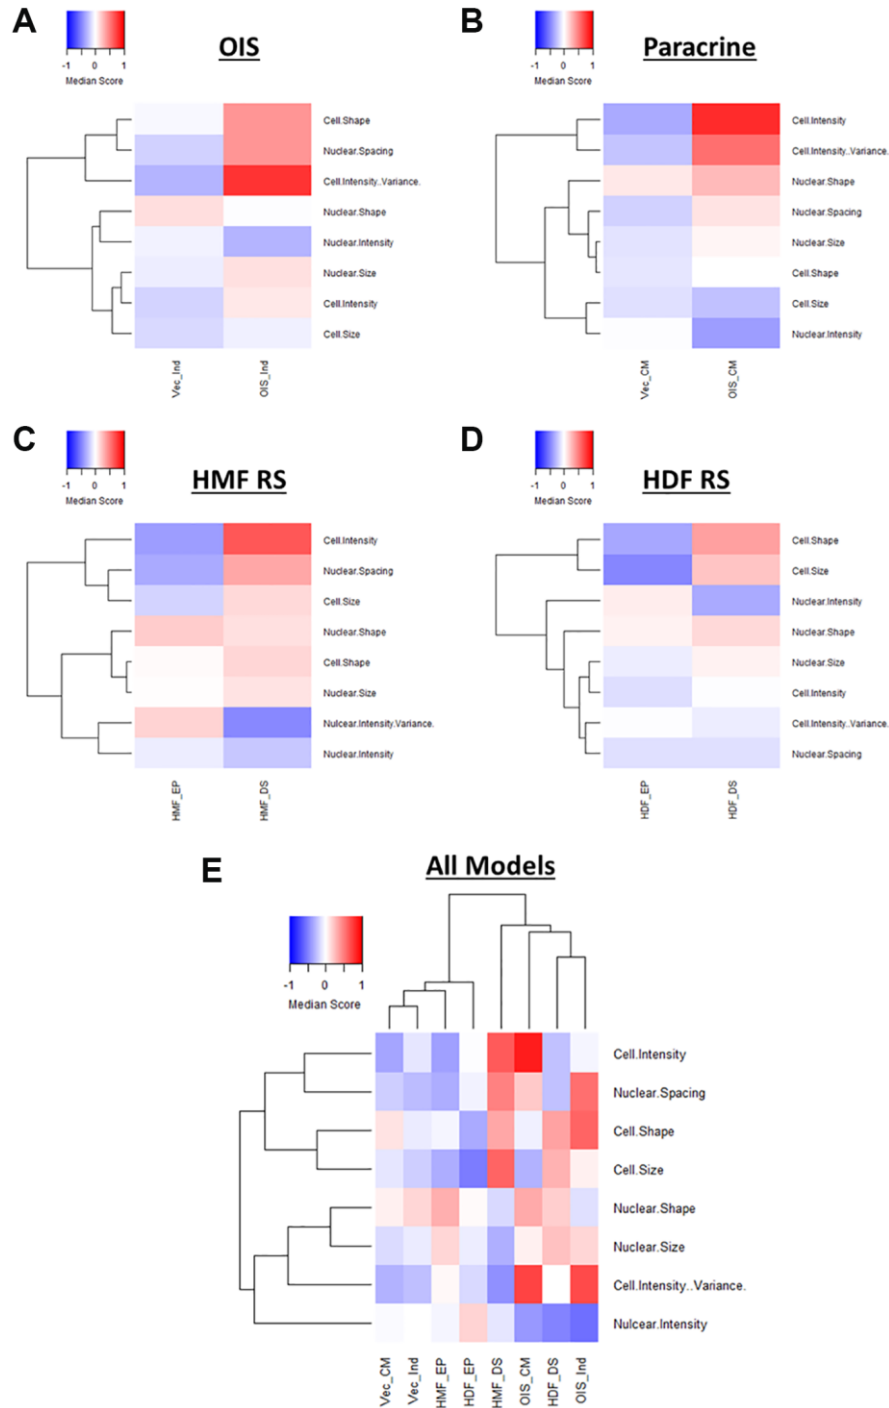 A
-1 0 1
Median Score
OIS
Cell.Shape
Nuclear.Spacing
Cell.Intensity..Variance.
Nuclear.Shape
Nuclear.Intensity
Nuclear.Size
Cell.Intensity
Cell.Size
Vec_Ind
OIS_Ind
B
-1 0 1
Median Score
Paracrine
Cell.Intensity
Cell.Intensity..Variance.
Nuclear.Shape
Nuclear.Spacing
Nuclear.Size
Cell.Shape
Cell.Size
Nuclear.Intensity
Vec_CM
OIS_CM
C
-1 0 1
Median Score
HMF RS
Cell.Intensity
Nuclear.Spacing
Cell.Size
Nuclear.Shape
Cell.Shape
Nuclear.Size
Nulcear.Intensity.Variance.
Nuclear.Intensity
HMF_EP
HMF_DS
D
-1 0 1
Median Score
HDF RS
Cell.Shape
Cell.Size
Nuclear.Intensity
Nuclear.Shape
Nuclear.Size
Cell.Intensity
Cell.Intensity..Variance.
Nuclear.Spacing
HDF_EP
HDF_DS
E
All Models
-1 0 1
Median Score
Cell.Intensity
Nuclear.Spacing
Cell.Shape
Cell.Size
Nuclear.Shape
Nuclear.Size
Cell.Intensity..Variance.
Nulcear.Intensity
Vec_CM
Vec_Ind
HMF_EP
HDF_EP
HMF_DS
OIS_CM
HDF_DS
OIS_Ind